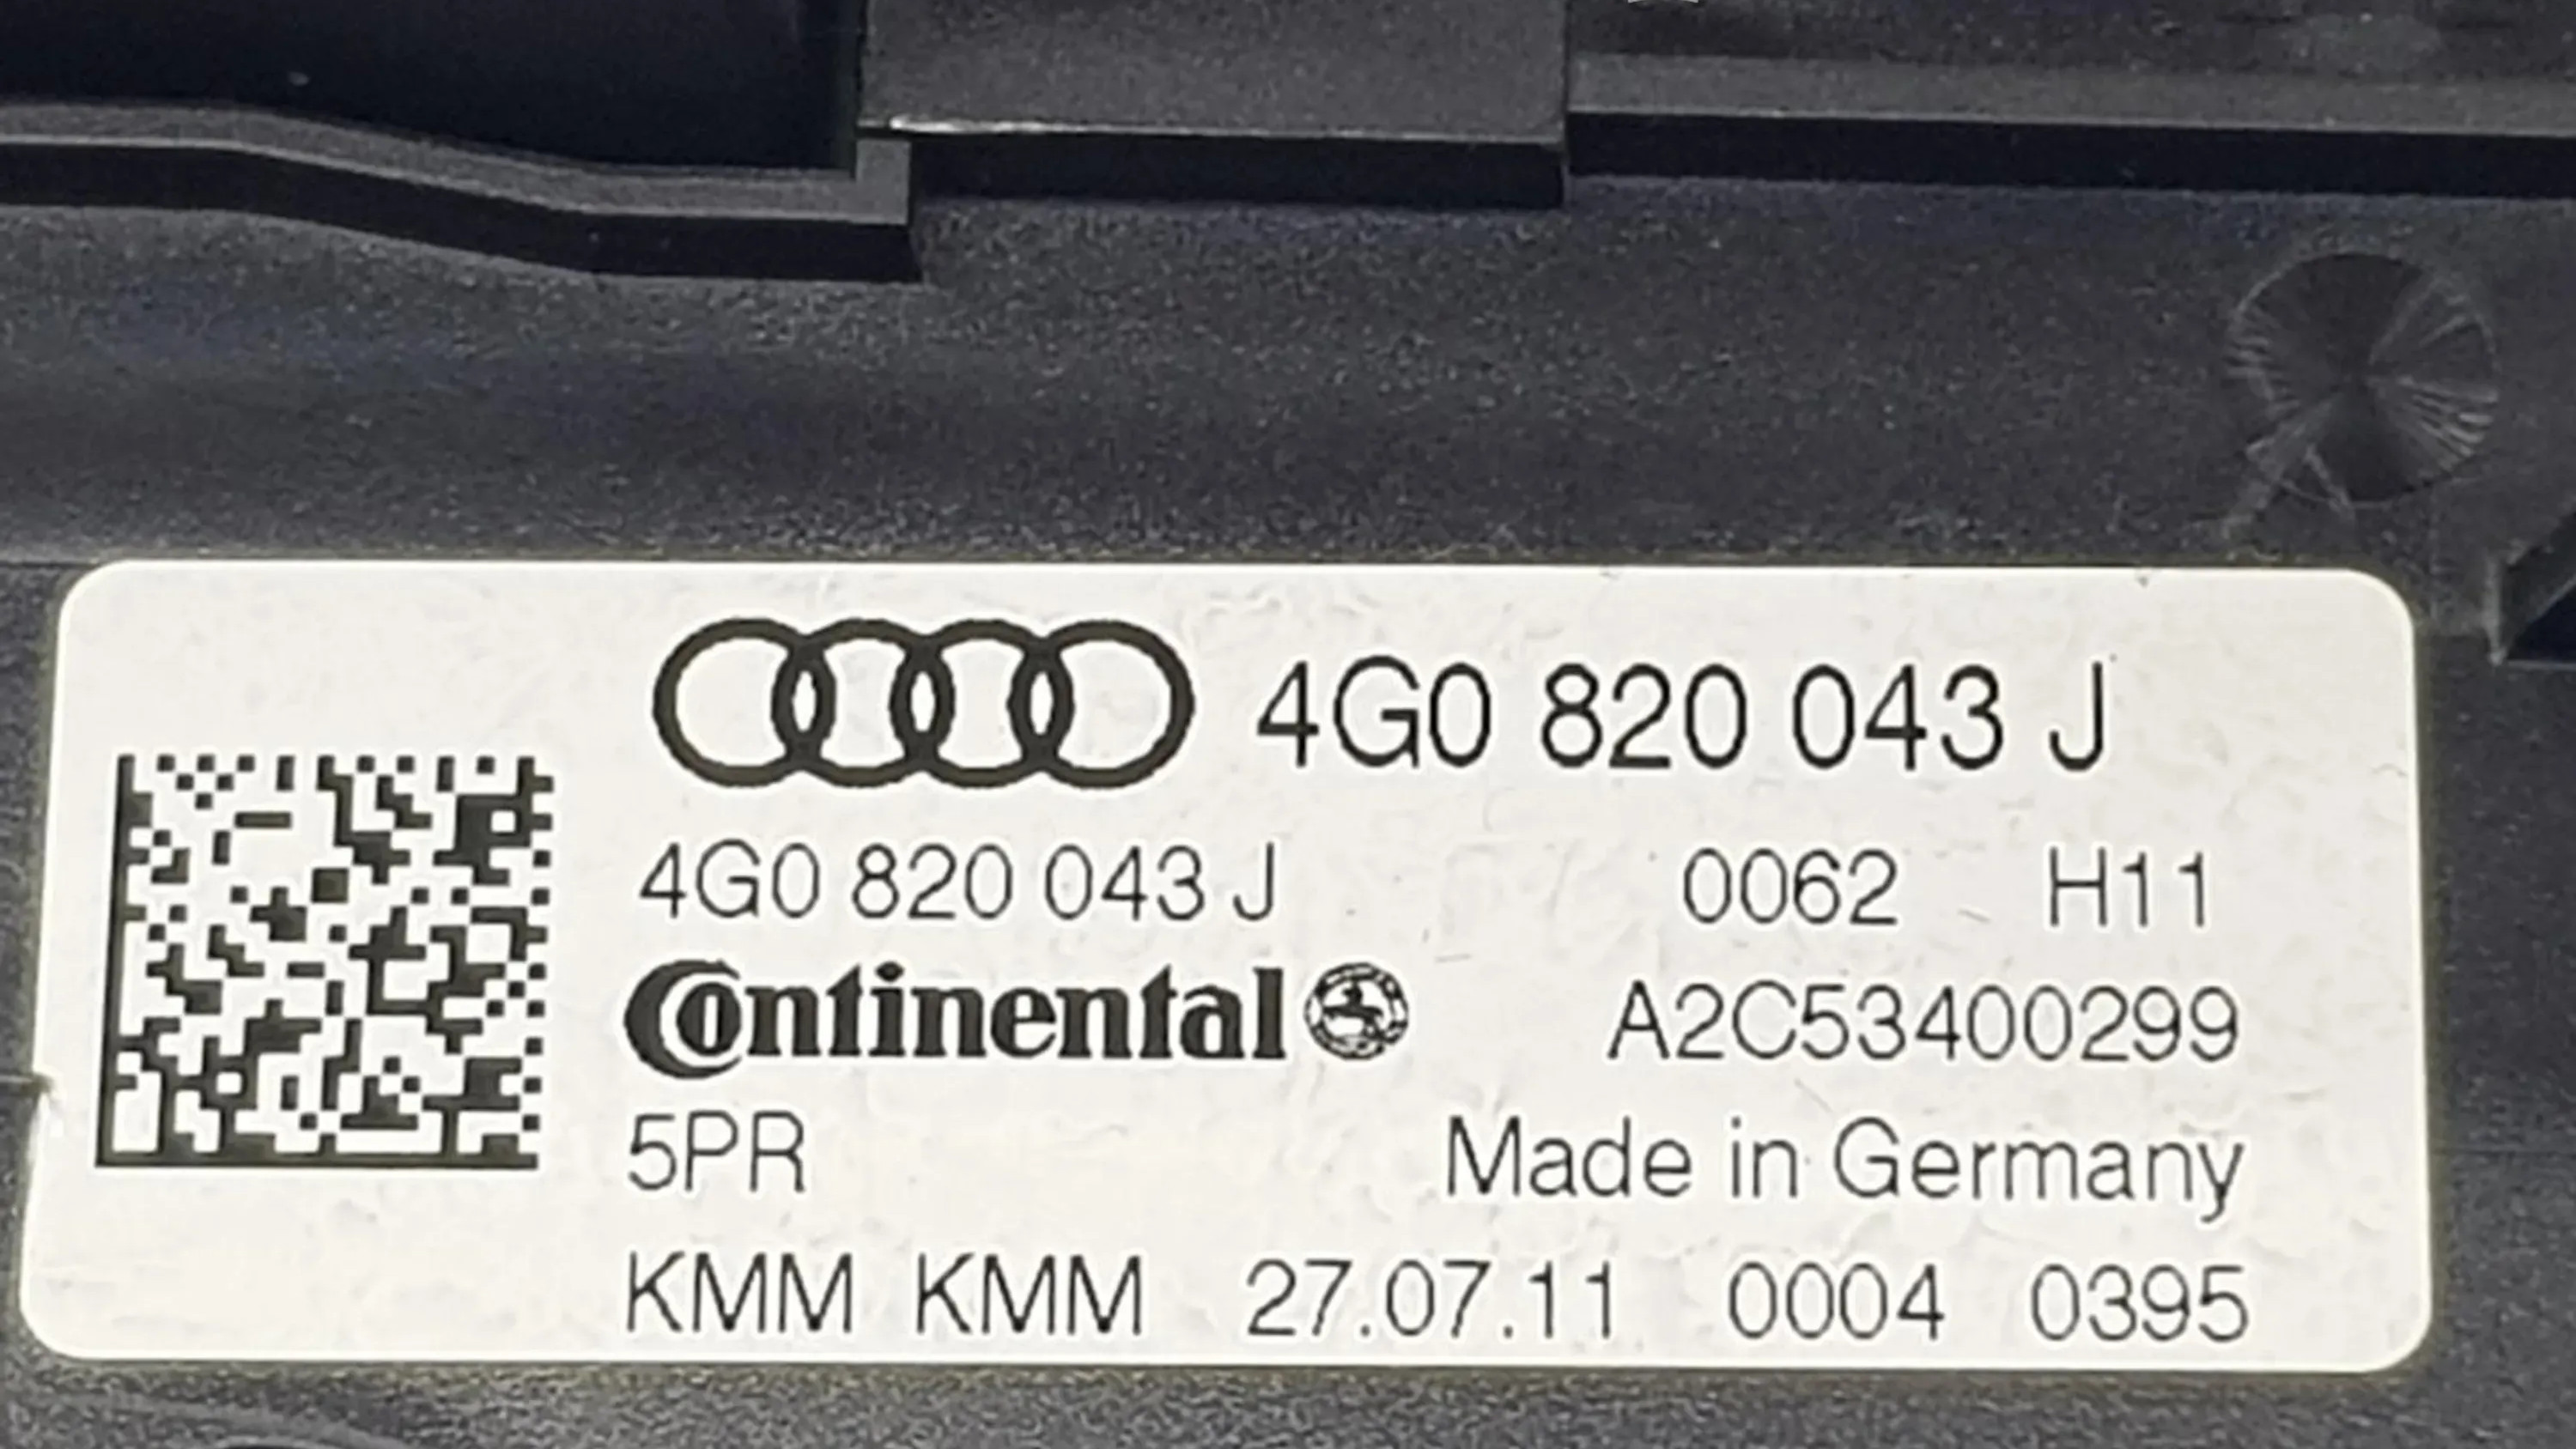 4G0 820 043 J
4G0 820 043 J 0062 H11
Continental A2C53400299
5PR Made in Germany
KMM KMM 27.07.11 0004 0395